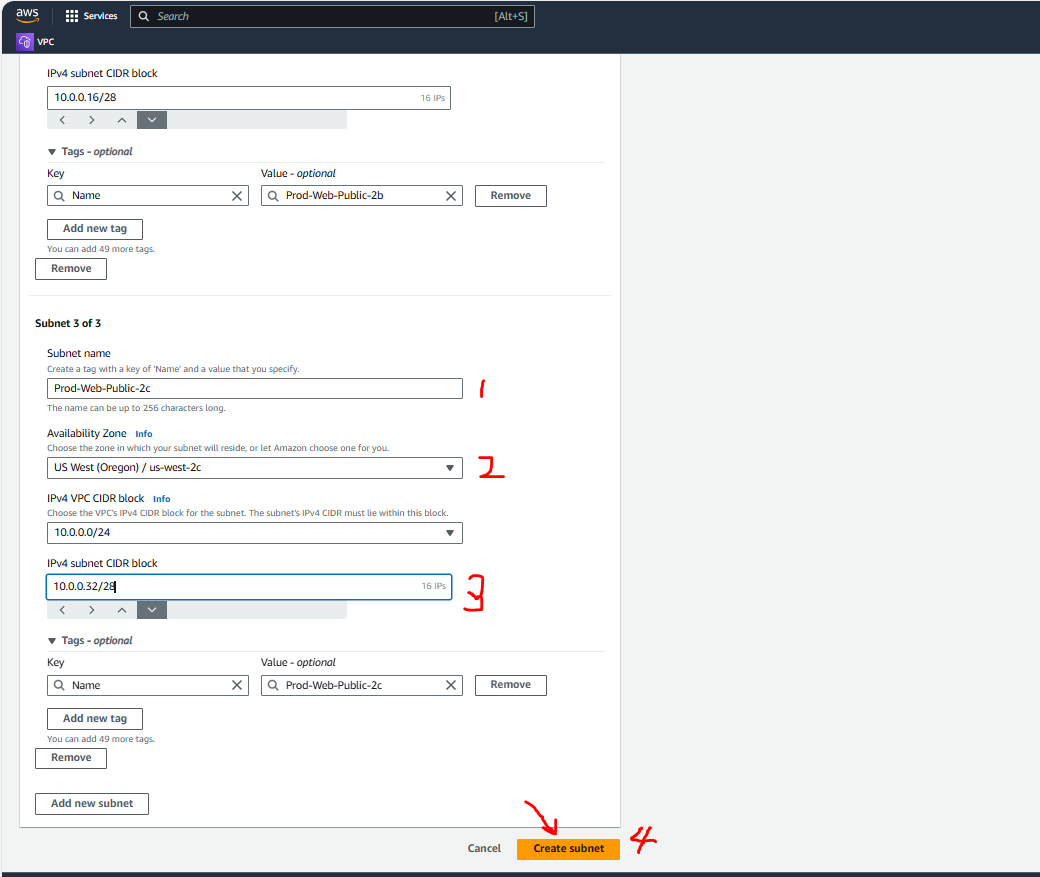 aws Services Search [Alt+S]
VPC
IPv4 subnet CIDR block
10.0.0.16/28 16 IPs
Tags - optional
Key Value - optional
Name Prod-Web-Public-2b Remove
Add new tag
You can add 49 more tags.
Remove
Subnet 3 of 3
Subnet name
Create a tag with a key of 'Name' and a value that you specify.
Prod-Web-Public-2c 1
The name can be up to 256 characters long.
Availability Zone Info
Choose the zone in which your subnet will reside, or let Amazon choose one for you.
US West (Oregon) / us-west-2c 2
IPv4 VPC CIDR block Info
Choose the VPC's IPv4 CIDR block for the subnet. The subnet's IPv4 CIDR must lie within this block.
10.0.0.0/24
IPv4 subnet CIDR block
10.0.0.32/28 16 IPs 3
Tags - optional
Key Value - optional
Name Prod-Web-Public-2c Remove
Add new tag
You can add 49 more tags.
Remove
Add new subnet
Cancel Create subnet 4